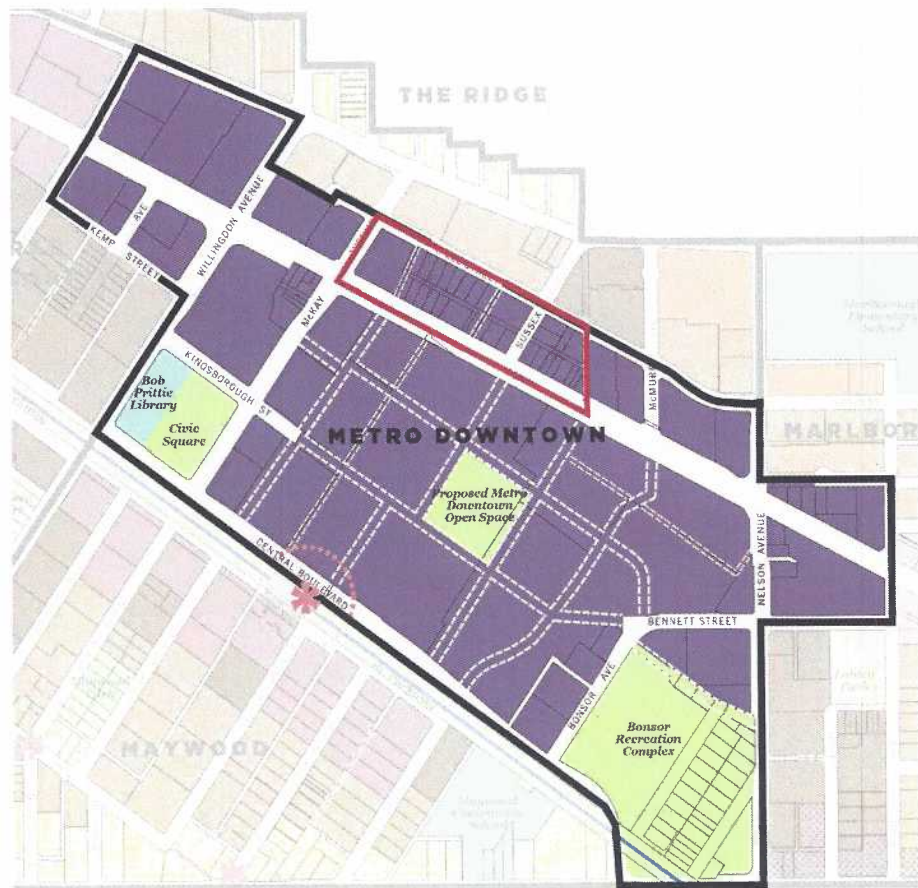 THE RIDGE
WILLINGDON AVENUE
AVE
KEMP STREET
McKAY
SUSSEX
McMUR
KINGSBOROUGH ST
Bob
Prittie
Library
Civic
Square
METRO DOWNTOWN
MARLBOR
Proposed Metro
Downtown
Open Space
CENTRAL BOULEVARD
NELSON AVENUE
BENNETT STREET
BONSOR AVE
Bonsor
Recreation
Complex
MAYWOOD